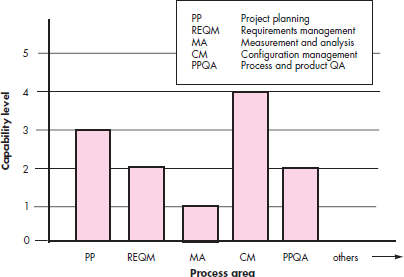 PP Project planning
REQM Requirements management
MA Measurement and analysis
CM Configuration management
PPQA Process and product QA
5
4
3
2
1
0
Capability level
PP REQM MA CM PPQA others
Process area